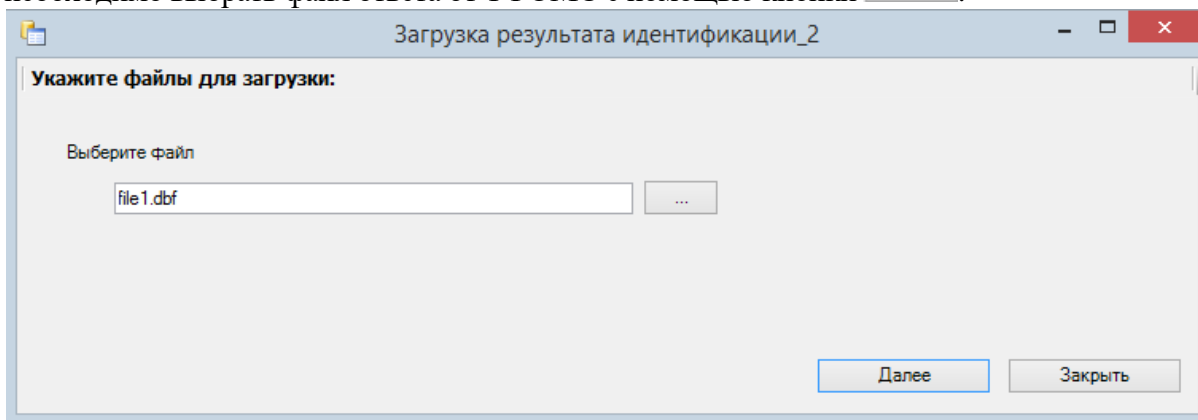 Загрузка результата идентификации_2
Укажите файлы для загрузки:
Выберите файл
file1.dbf
...
Далее
Закрыть